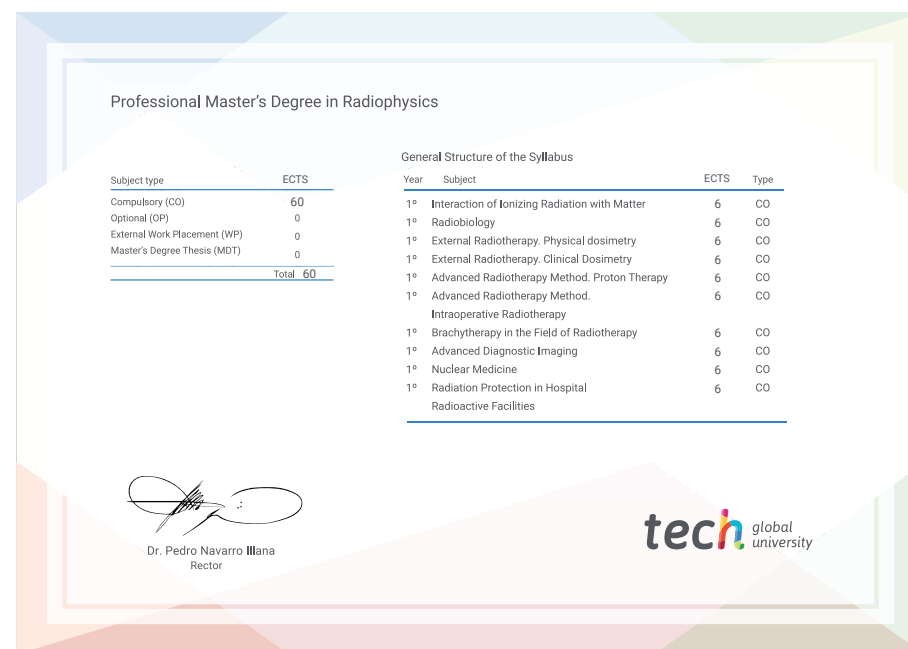 Professional Master's Degree in Radiophysics
General Structure of the Syllabus
Subject type ECTS
Compulsory (CO) 60
Optional (OP) 0
External Work Placement (WP) 0
Master's Degree Thesis (MDT) 0
Total 60
Year Subject ECTS Type
1º Interaction of Ionizing Radiation with Matter 6 CO
1º Radiobiology 6 CO
1º External Radiotherapy. Physical dosimetry 6 CO
1º External Radiotherapy. Clinical Dosimetry 6 CO
1º Advanced Radiotherapy Method. Proton Therapy 6 CO
1º Advanced Radiotherapy Method. 6 CO
Intraoperative Radiotherapy
1º Brachytherapy in the Field of Radiotherapy 6 CO
1º Advanced Diagnostic Imaging 6 CO
1º Nuclear Medicine 6 CO
1º Radiation Protection in Hospital 6 CO
Radioactive Facilities
Dr. Pedro Navarro Illana
Rector
tech global
university